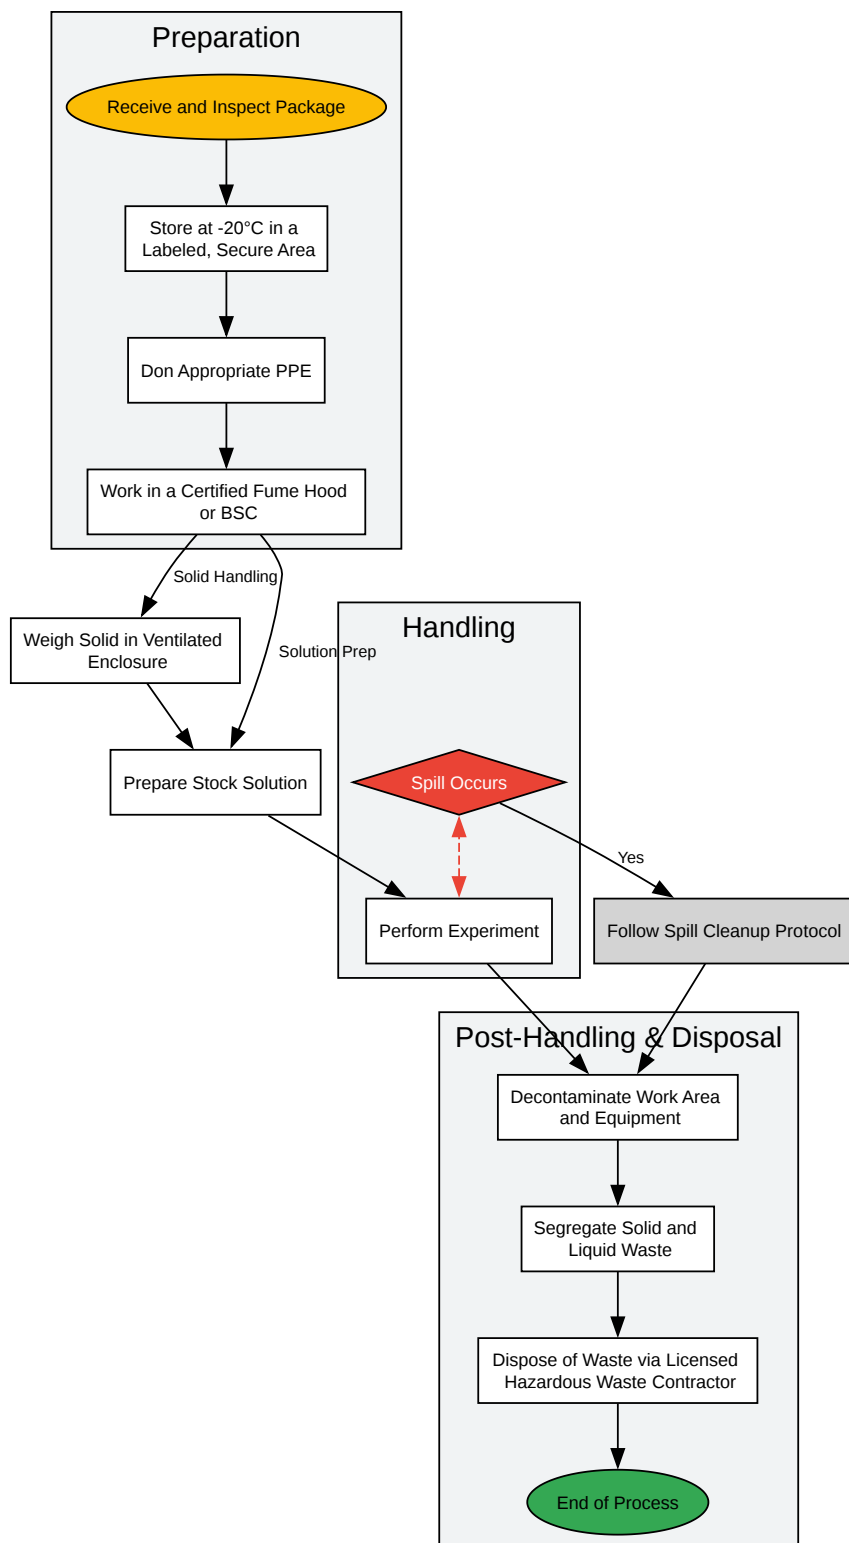 Preparation
Receive and Inspect Package
Store at -20°C in a
Labeled, Secure Area
Don Appropriate PPE
Work in a Certified Fume Hood
or BSC
Solid Handling
Weigh Solid in Ventilated
Enclosure
Solution Prep
Prepare Stock Solution
Handling
Spill Occurs
Yes
Perform Experiment
Follow Spill Cleanup Protocol
Post-Handling & Disposal
Decontaminate Work Area
and Equipment
Segregate Solid and
Liquid Waste
Dispose of Waste via Licensed
Hazardous Waste Contractor
End of Process